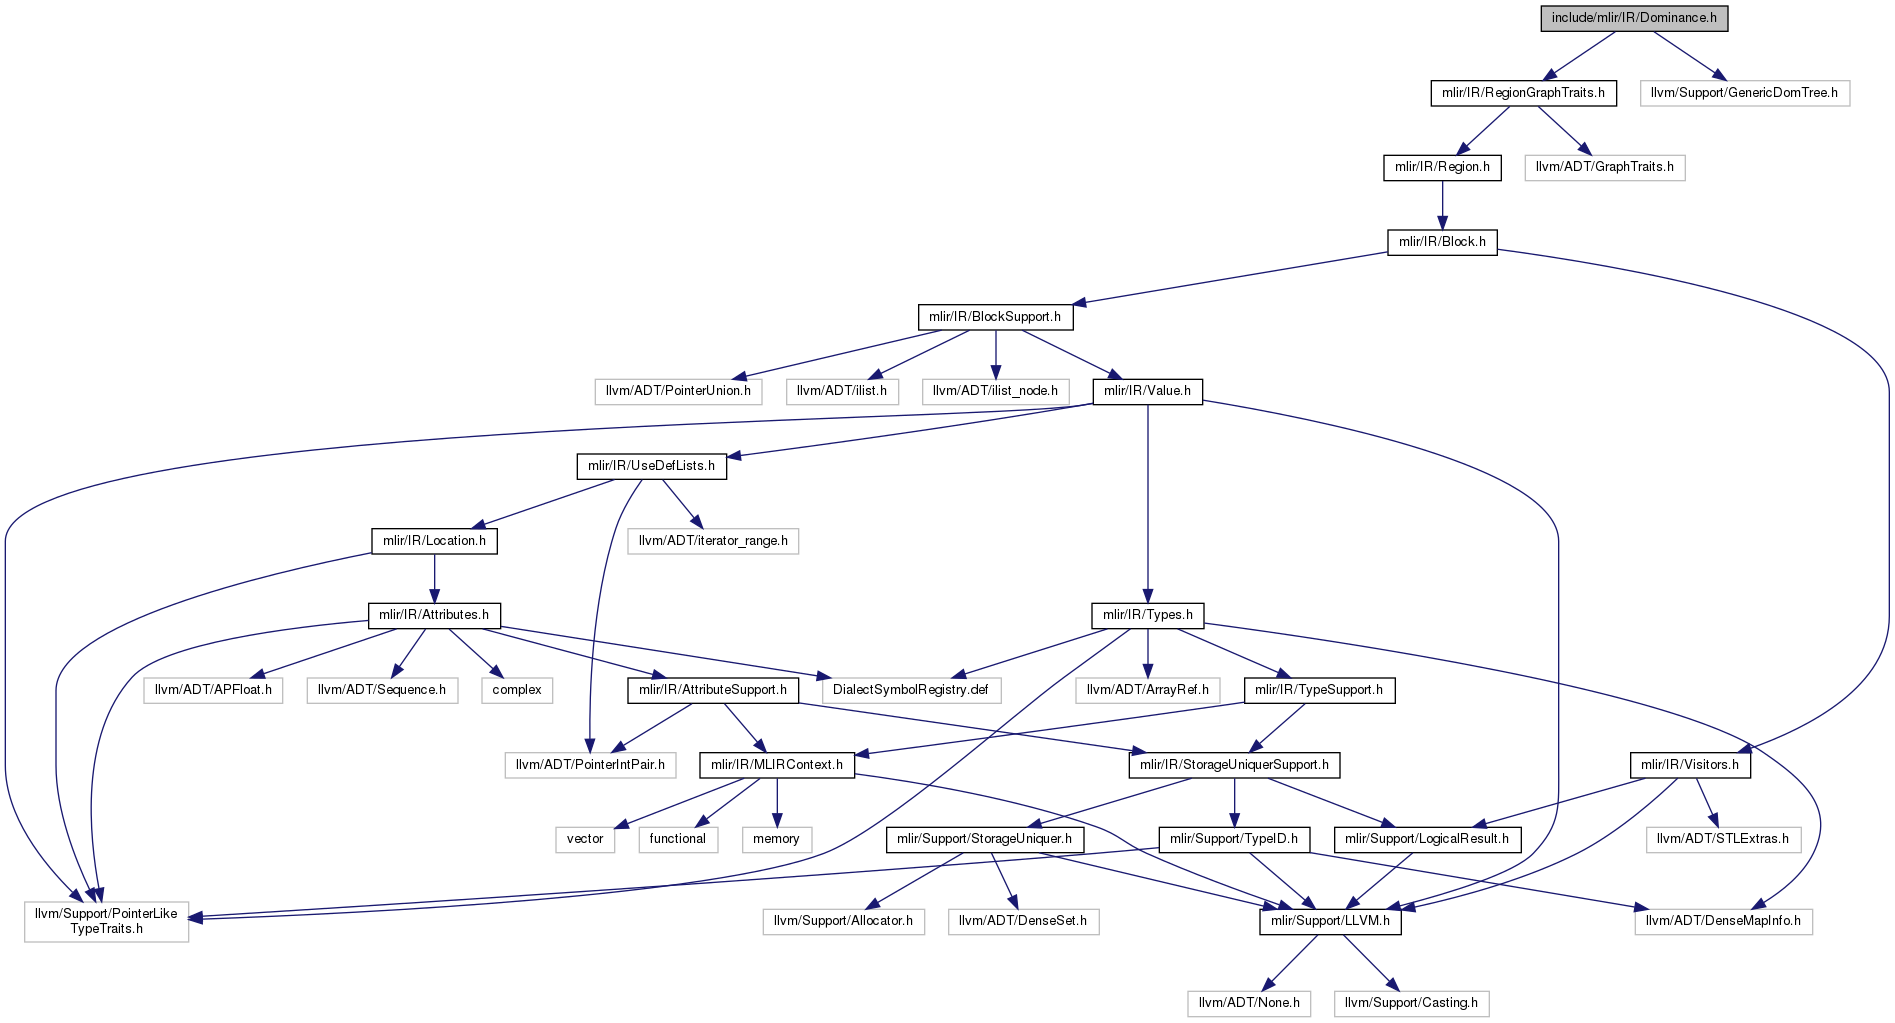 include/mlir/IR/Dominance.h
mlir/IR/RegionGraphTraits.h
llvm/Support/GenericDomTree.h
mlir/IR/Region.h
llvm/ADT/GraphTraits.h
mlir/IR/Block.h
mlir/IR/BlockSupport.h
llvm/ADT/PointerUnion.h
llvm/ADT/ilist.h
llvm/ADT/ilist_node.h
mlir/IR/Value.h
mlir/IR/UseDefLists.h
mlir/IR/Location.h
llvm/ADT/iterator_range.h
mlir/IR/Attributes.h
mlir/IR/Types.h
llvm/ADT/APFloat.h
llvm/ADT/Sequence.h
complex
mlir/IR/AttributeSupport.h
DialectSymbolRegistry.def
llvm/ADT/ArrayRef.h
mlir/IR/TypeSupport.h
llvm/ADT/PointerIntPair.h
mlir/IR/MLIRContext.h
mlir/IR/StorageUniquerSupport.h
mlir/IR/Visitors.h
vector
functional
memory
mlir/Support/StorageUniquer.h
mlir/Support/TypeID.h
mlir/Support/LogicalResult.h
llvm/ADT/STLExtras.h
llvm/Support/PointerLike
TypeTraits.h
llvm/Support/Allocator.h
llvm/ADT/DenseSet.h
mlir/Support/LLVM.h
llvm/ADT/DenseMapInfo.h
llvm/ADT/None.h
llvm/Support/Casting.h